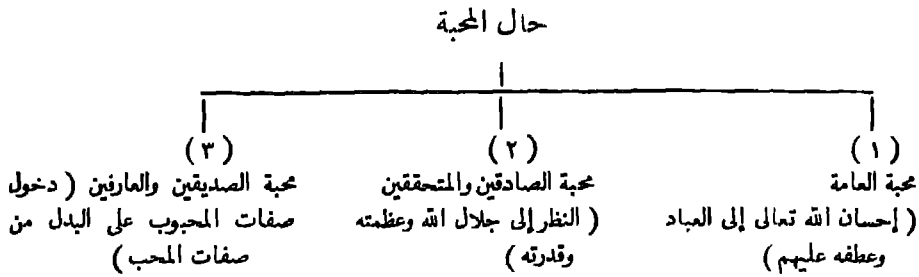 حال المحبة
( ١ )
محبة العامة
( إحسان الله تعالى إلى العباد
وعطفه عليهم )
( ٢ )
محبة الصادقين والمتحققين
( النظر إلى جلال الله وعظمته
وقدرته )
( ٣ )
محبة الصديقين والعارفين ( دخول
صفات المحبوب على البدل من
صفات المحب )